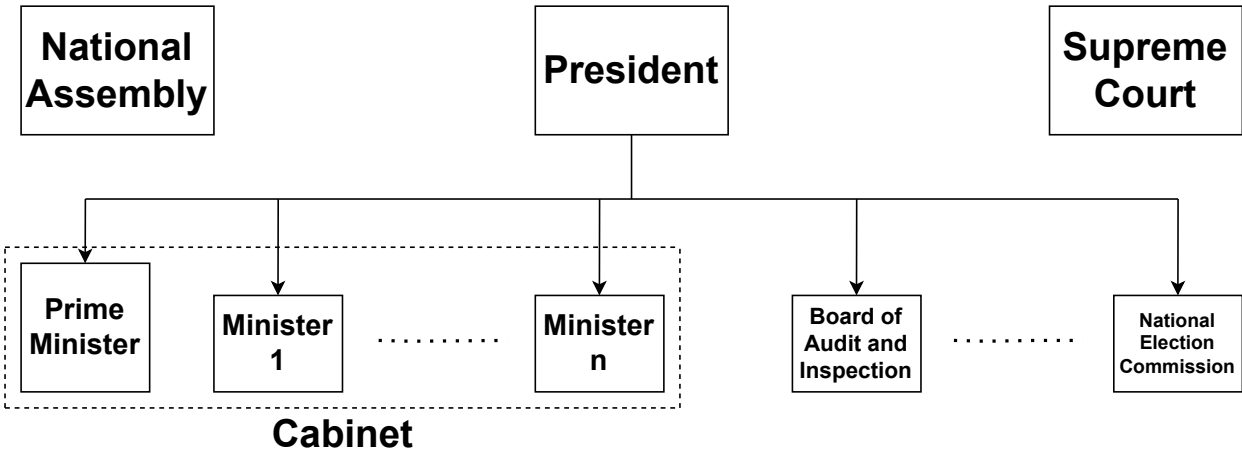 National
Assembly
President
Supreme
Court
Prime
Minister
Minister
1
. . . . . . . . . .
Minister
n
Board of
Audit and
Inspection
. . . . . . . . . .
National
Election
Commission
Cabinet